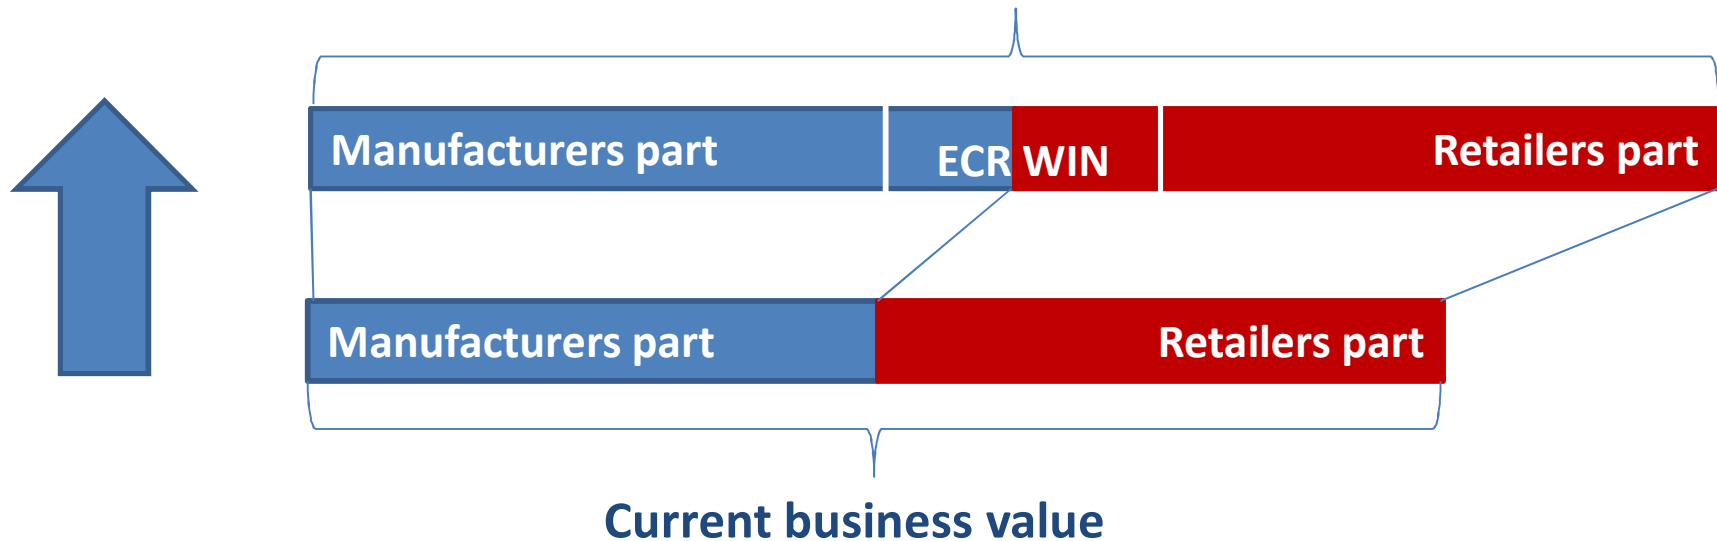 Manufacturers part
ECR WIN
Retailers part
Manufacturers part
Retailers part
Current business value